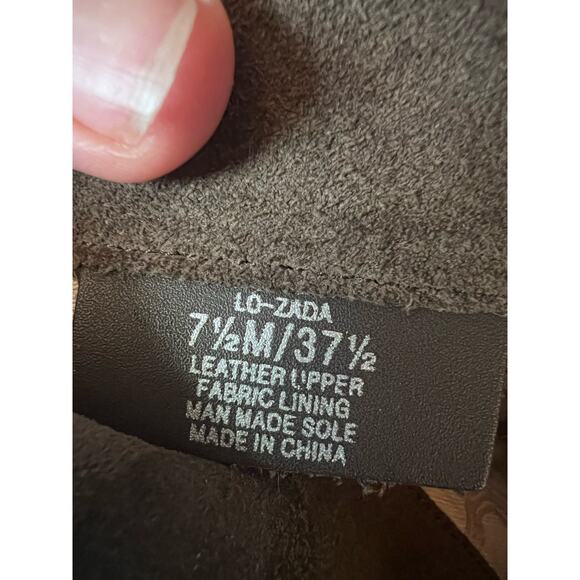 LO-ZADA
7½M/37½
LEATHER UPPER
FABRIC LINING
MAN MADE SOLE
MADE IN CHINA